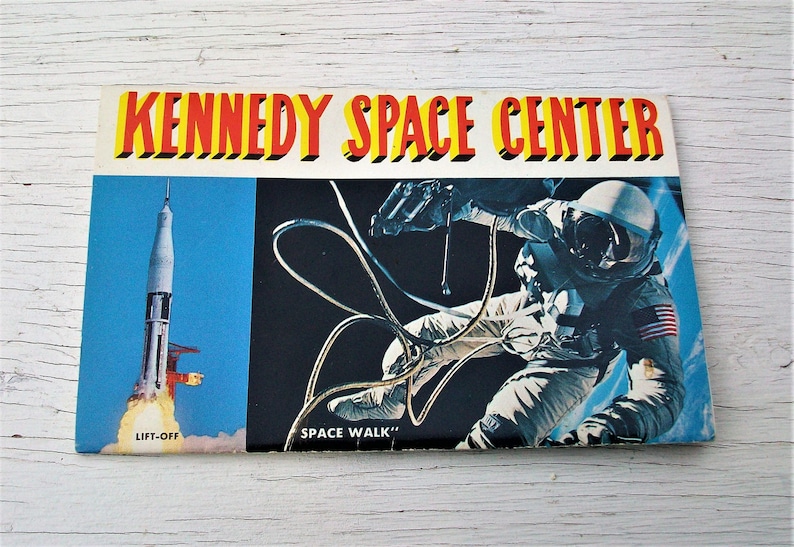 KENNEDY SPACE CENTER
LIFT-OFF
SPACE WALK"